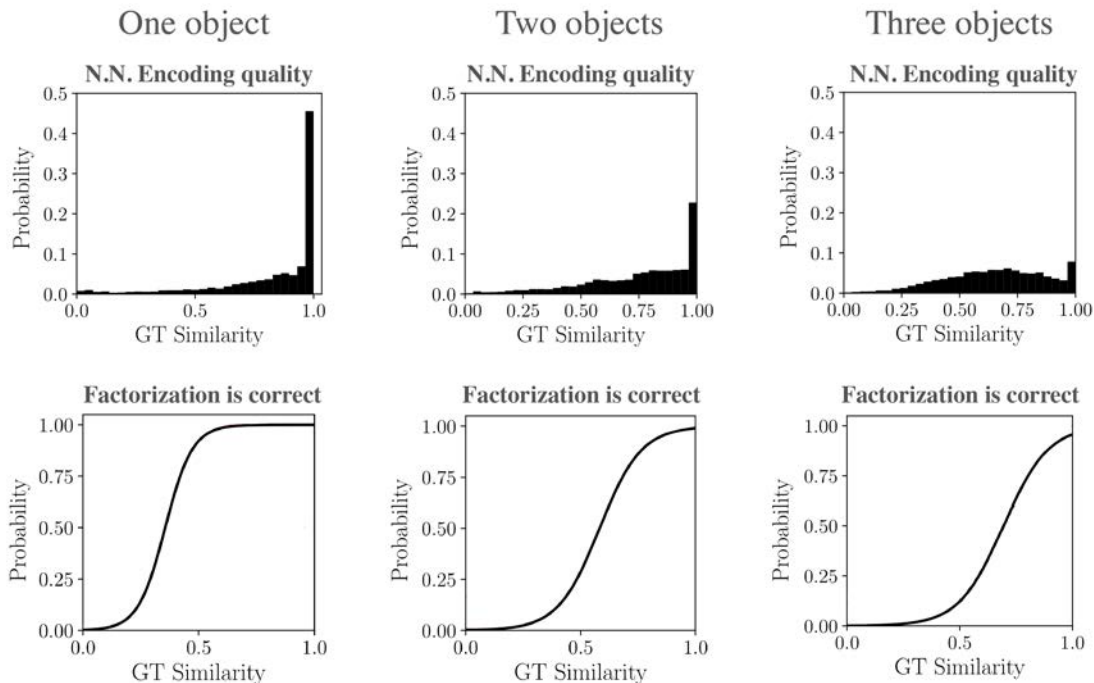 One object
Two objects
Three objects
N.N. Encoding quality
N.N. Encoding quality
N.N. Encoding quality
Probability
0.5
0.4
0.3
0.2
0.1
0.0
0.0 0.5 1.0
GT Similarity
Probability
0.5
0.4
0.3
0.2
0.1
0.0
0.00 0.25 0.50 0.75 1.00
GT Similarity
Probability
0.5
0.4
0.3
0.2
0.1
0.0
0.00 0.25 0.50 0.75 1.00
GT Similarity
Factorization is correct
Factorization is correct
Factorization is correct
Probability
1.00
0.75
0.50
0.25
0.00
0.0 0.5 1.0
GT Similarity
Probability
1.00
0.75
0.50
0.25
0.00
0.0 0.5 1.0
GT Similarity
Probability
1.00
0.75
0.50
0.25
0.00
0.0 0.5 1.0
GT Similarity